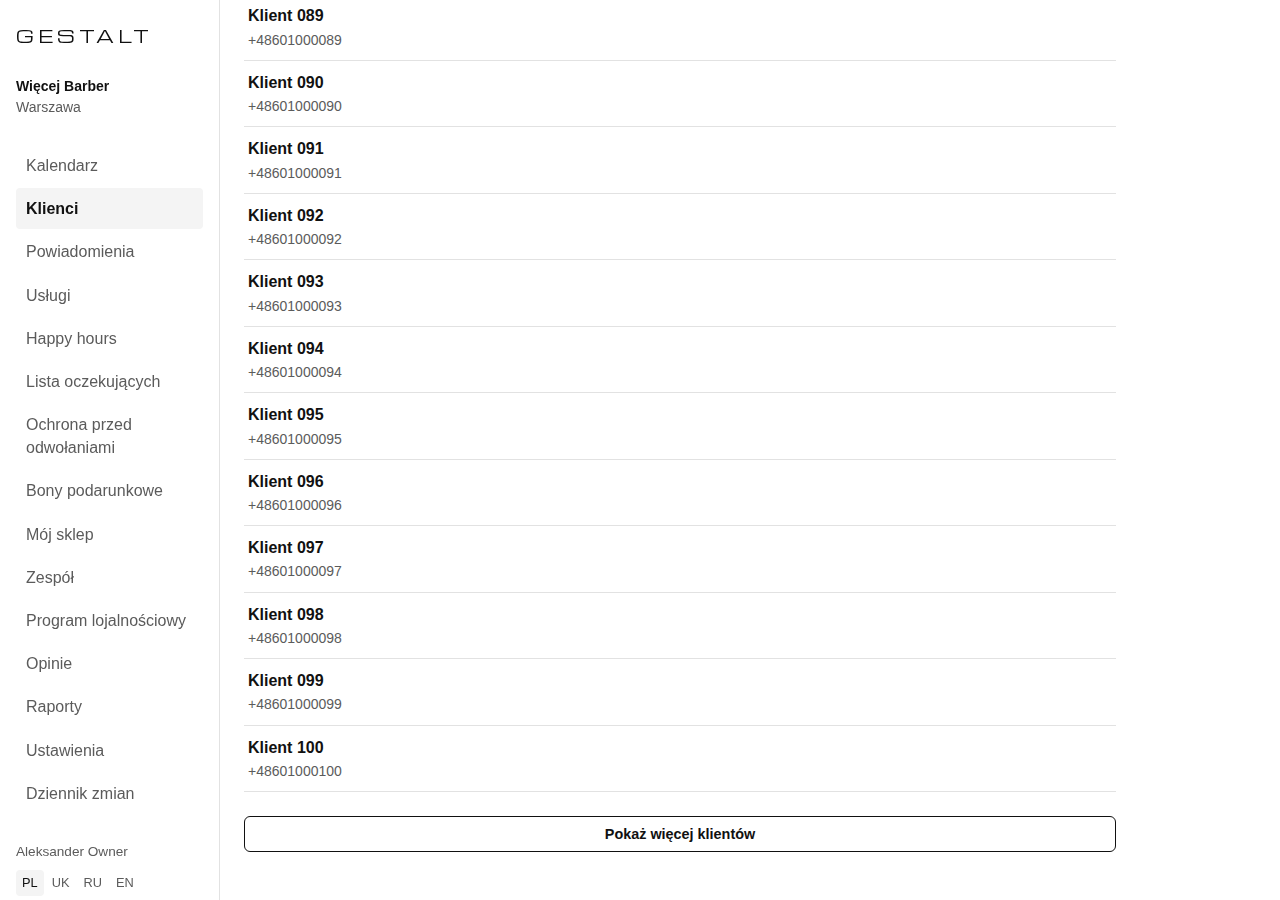 GESTALT
Więcej Barber
Warszawa
Kalendarz
Klienci
Powiadomienia
Usługi
Happy hours
Lista oczekujących
Ochrona przed
odwołaniami
Bony podarunkowe
Mój sklep
Zespół
Program lojalnościowy
Opinie
Raporty
Ustawienia
Dziennik zmian
Aleksander Owner
PL UK RU EN
Klient 089
+48601000089
Klient 090
+48601000090
Klient 091
+48601000091
Klient 092
+48601000092
Klient 093
+48601000093
Klient 094
+48601000094
Klient 095
+48601000095
Klient 096
+48601000096
Klient 097
+48601000097
Klient 098
+48601000098
Klient 099
+48601000099
Klient 100
+48601000100
Pokaż więcej klientów